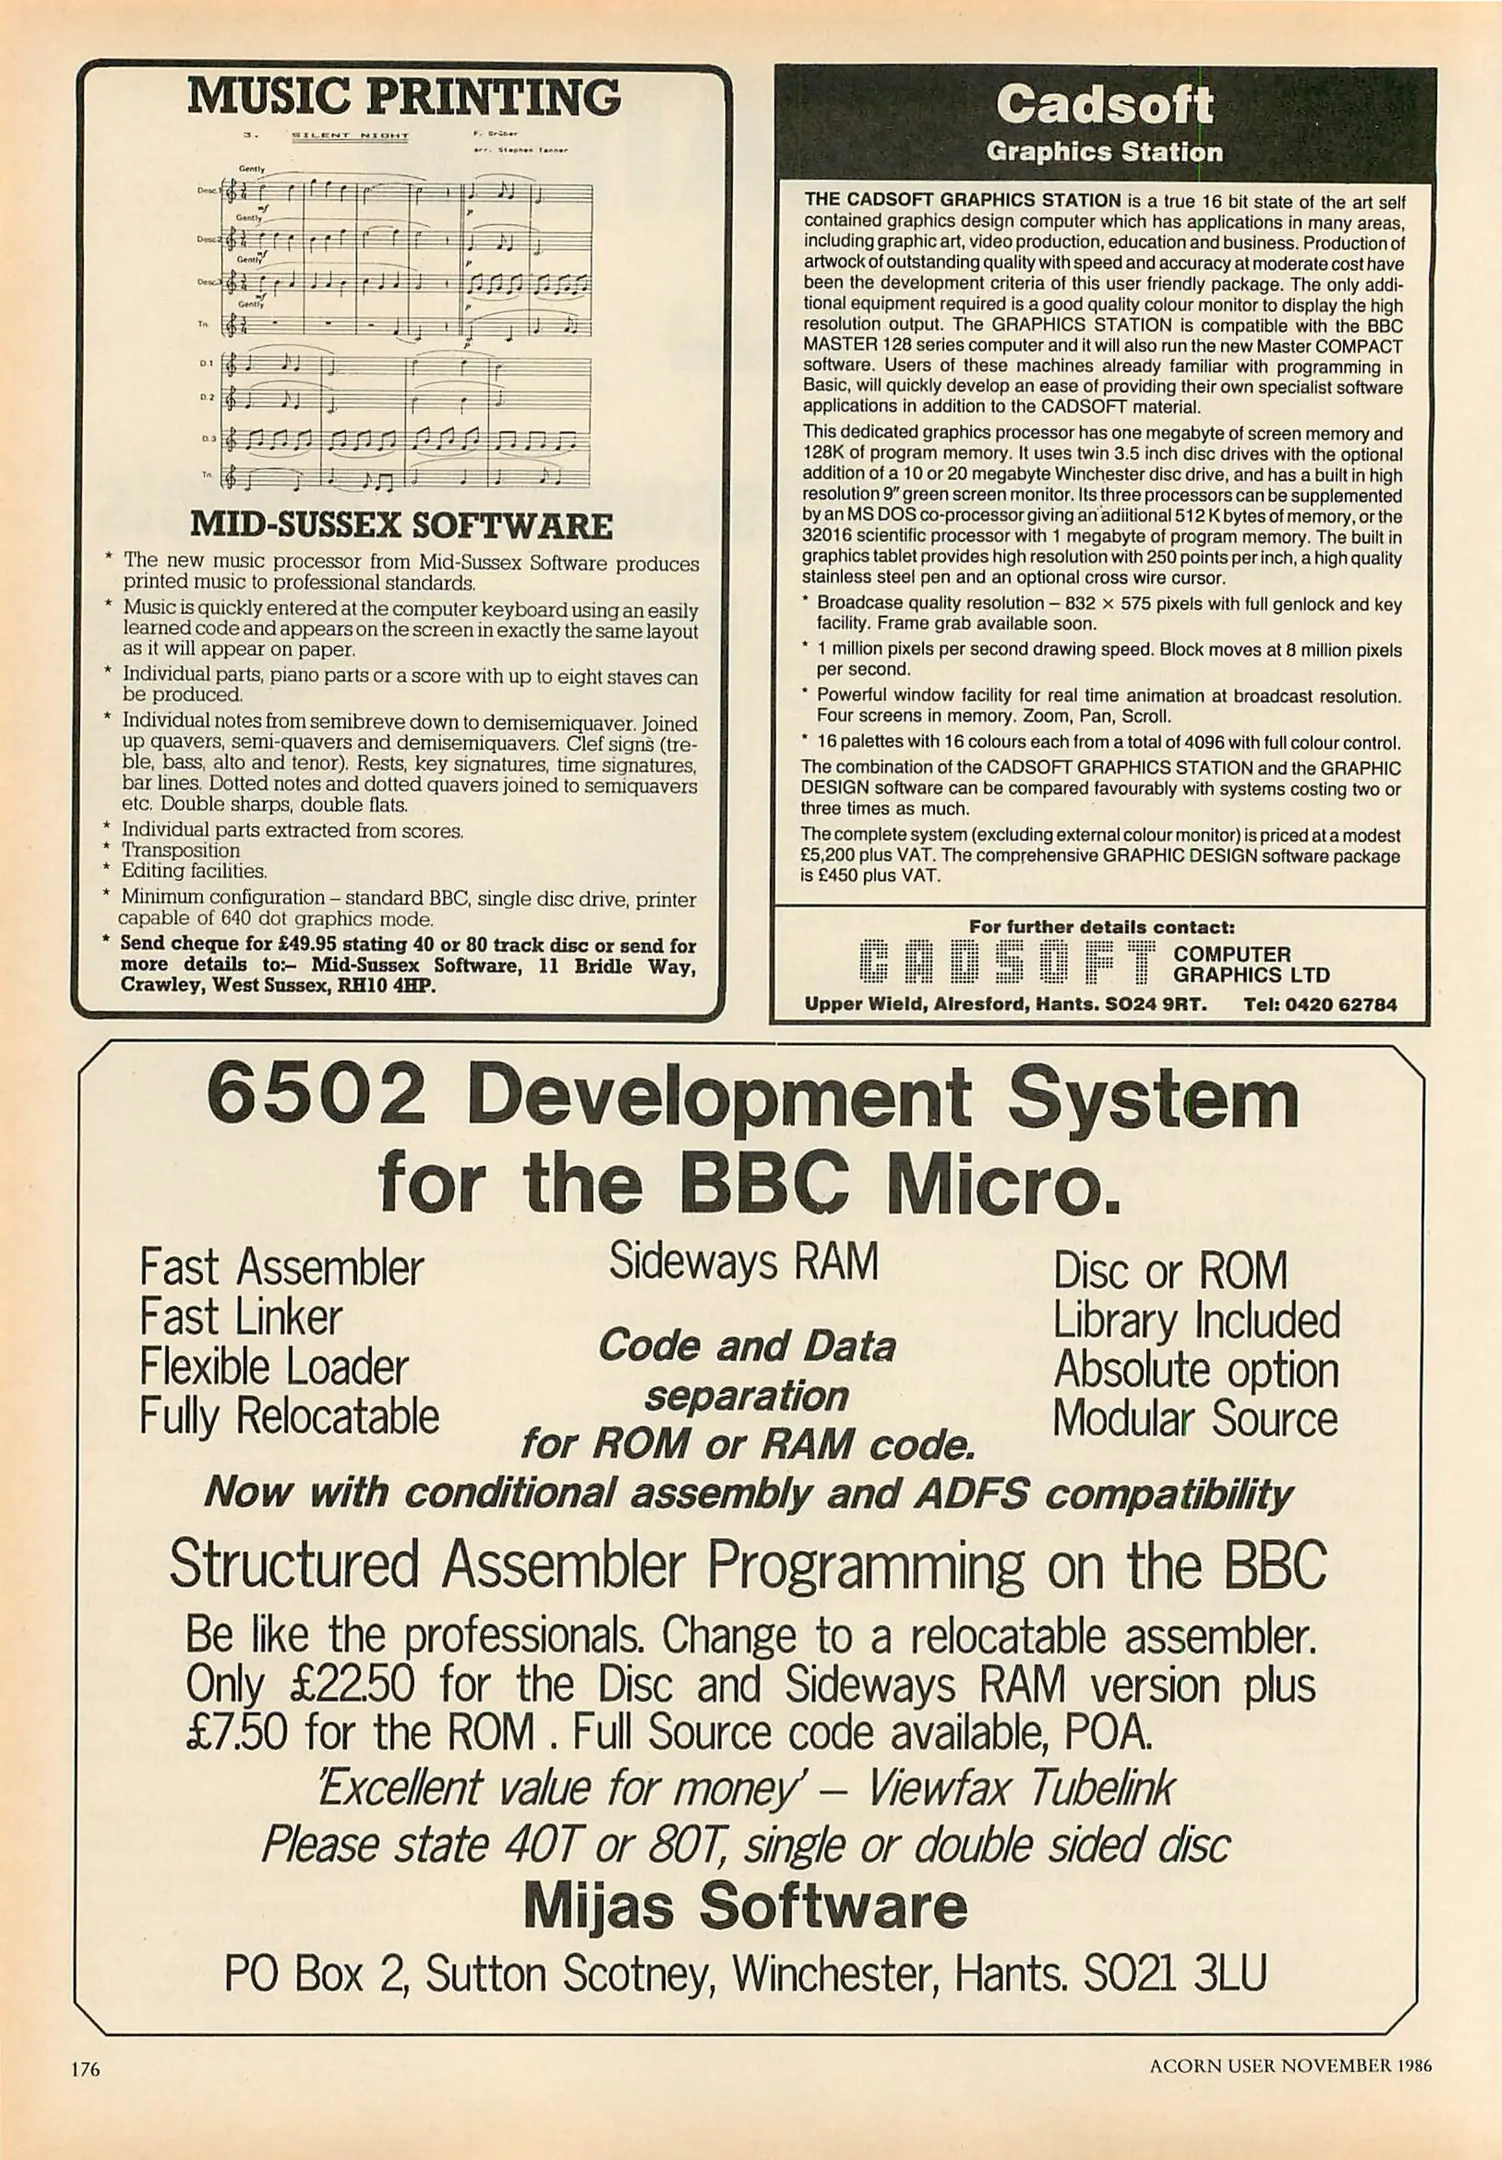 MUSIC PRINTING
3. SILENT NIGHT F. Grüber
arr. Stephen Tanner
Gently
Desc.1
mf
p
Gently
Desc2
mf
p
Gently
Desc3
mf
p
Gently
Tn.
p
D.1
D.2
D.3
Tn.
MID-SUSSEX SOFTWARE
* The new music processor from Mid-Sussex Software produces
printed music to professional standards.
* Music is quickly entered at the computer keyboard using an easily
learned code and appears on the screen in exactly the same layout
as it will appear on paper.
* Individual parts, piano parts or a score with up to eight staves can
be produced.
* Individual notes from semibreve down to demisemiquaver. Joined
up quavers, semi-quavers and demisemiquavers. Clef signs (tre-
ble, bass, alto and tenor). Rests, key signatures, time signatures,
bar lines. Dotted notes and dotted quavers joined to semiquavers
etc. Double sharps, double flats.
* Individual parts extracted from scores.
* Transposition
* Editing facilities.
* Minimum configuration – standard BBC, single disc drive, printer
capable of 640 dot graphics mode.
* Send cheque for £49.95 stating 40 or 80 track disc or send for
more details to:– Mid-Sussex Software, 11 Bridle Way,
Crawley, West Sussex, RH10 4HP.
Cadsoft
Graphics Station
THE CADSOFT GRAPHICS STATION is a true 16 bit state of the art self
contained graphics design computer which has applications in many areas,
including graphic art, video production, education and business. Production of
artwock of outstanding quality with speed and accuracy at moderate cost have
been the development criteria of this user friendly package. The only addi-
tional equipment required is a good quality colour monitor to display the high
resolution output. The GRAPHICS STATION is compatible with the BBC
MASTER 128 series computer and it will also run the new Master COMPACT
software. Users of these machines already familiar with programming in
Basic, will quickly develop an ease of providing their own specialist software
applications in addition to the CADSOFT material.
This dedicated graphics processor has one megabyte of screen memory and
128K of program memory. It uses twin 3.5 inch disc drives with the optional
addition of a 10 or 20 megabyte Winchester disc drive, and has a built in high
resolution 9" green screen monitor. Its three processors can be supplemented
by an MS DOS co-processor giving an adiitional 512 K bytes of memory, or the
32016 scientific processor with 1 megabyte of program memory. The built in
graphics tablet provides high resolution with 250 points per inch, a high quality
stainless steel pen and an optional cross wire cursor.
* Broadcase quality resolution – 832 × 575 pixels with full genlock and key
facility. Frame grab available soon.
* 1 million pixels per second drawing speed. Block moves at 8 million pixels
per second.
* Powerful window facility for real time animation at broadcast resolution.
Four screens in memory. Zoom, Pan, Scroll.
* 16 palettes with 16 colours each from a total of 4096 with full colour control.
The combination of the CADSOFT GRAPHICS STATION and the GRAPHIC
DESIGN software can be compared favourably with systems costing two or
three times as much.
The complete system (excluding external colour monitor) is priced at a modest
£5,200 plus VAT. The comprehensive GRAPHIC DESIGN software package
is £450 plus VAT.
For further details contact:
CADSOFT COMPUTER
GRAPHICS LTD
Upper Wield, Alresford, Hants. SO24 9RT. Tel: 0420 62784
6502 Development System
for the BBC Micro.
Fast Assembler
Fast Linker
Flexible Loader
Fully Relocatable
Sideways RAM
Code and Data
separation
for ROM or RAM code.
Disc or ROM
Library Included
Absolute option
Modular Source
Now with conditional assembly and ADFS compatibility
Structured Assembler Programming on the BBC
Be like the professionals. Change to a relocatable assembler.
Only £22.50 for the Disc and Sideways RAM version plus
£7.50 for the ROM . Full Source code available, POA.
'Excellent value for money' – Viewfax Tubelink
Please state 40T or 80T, single or double sided disc
Mijas Software
PO Box 2, Sutton Scotney, Winchester, Hants. SO21 3LU
176
ACORN USER NOVEMBER 1986